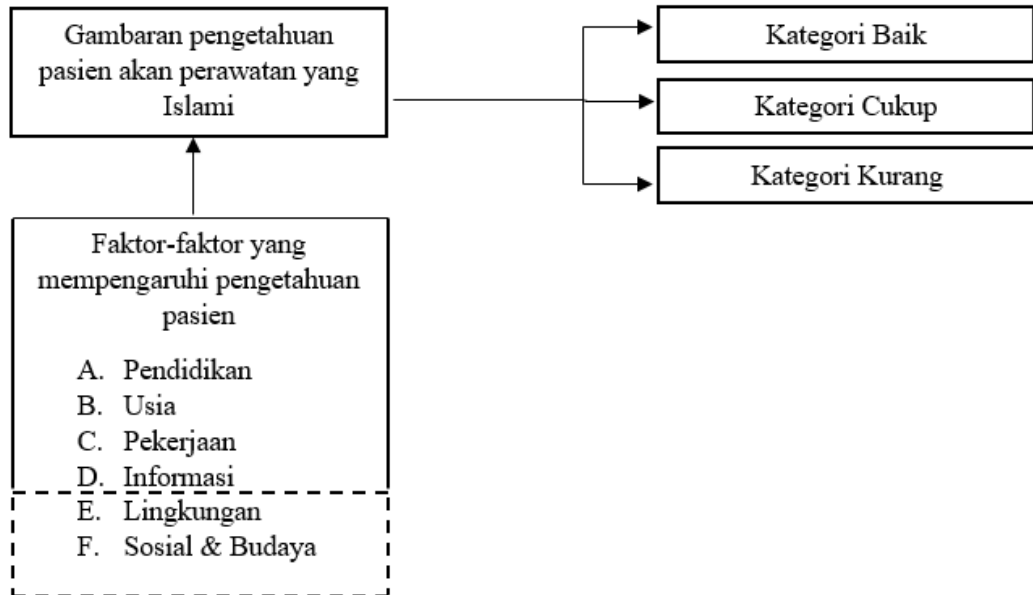 Gambaran pengetahuan
pasien akan perawatan yang
Islami
Kategori Baik
Kategori Cukup
Kategori Kurang
Faktor-faktor yang
mempengaruhi pengetahuan
pasien
A. Pendidikan
B. Usia
C. Pekerjaan
D. Informasi
E. Lingkungan
F. Sosial & Budaya